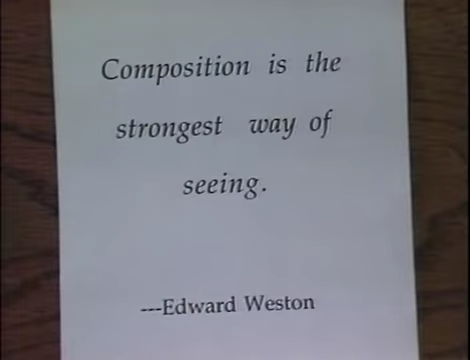 Composition is the
strongest way of
seeing.
---Edward Weston